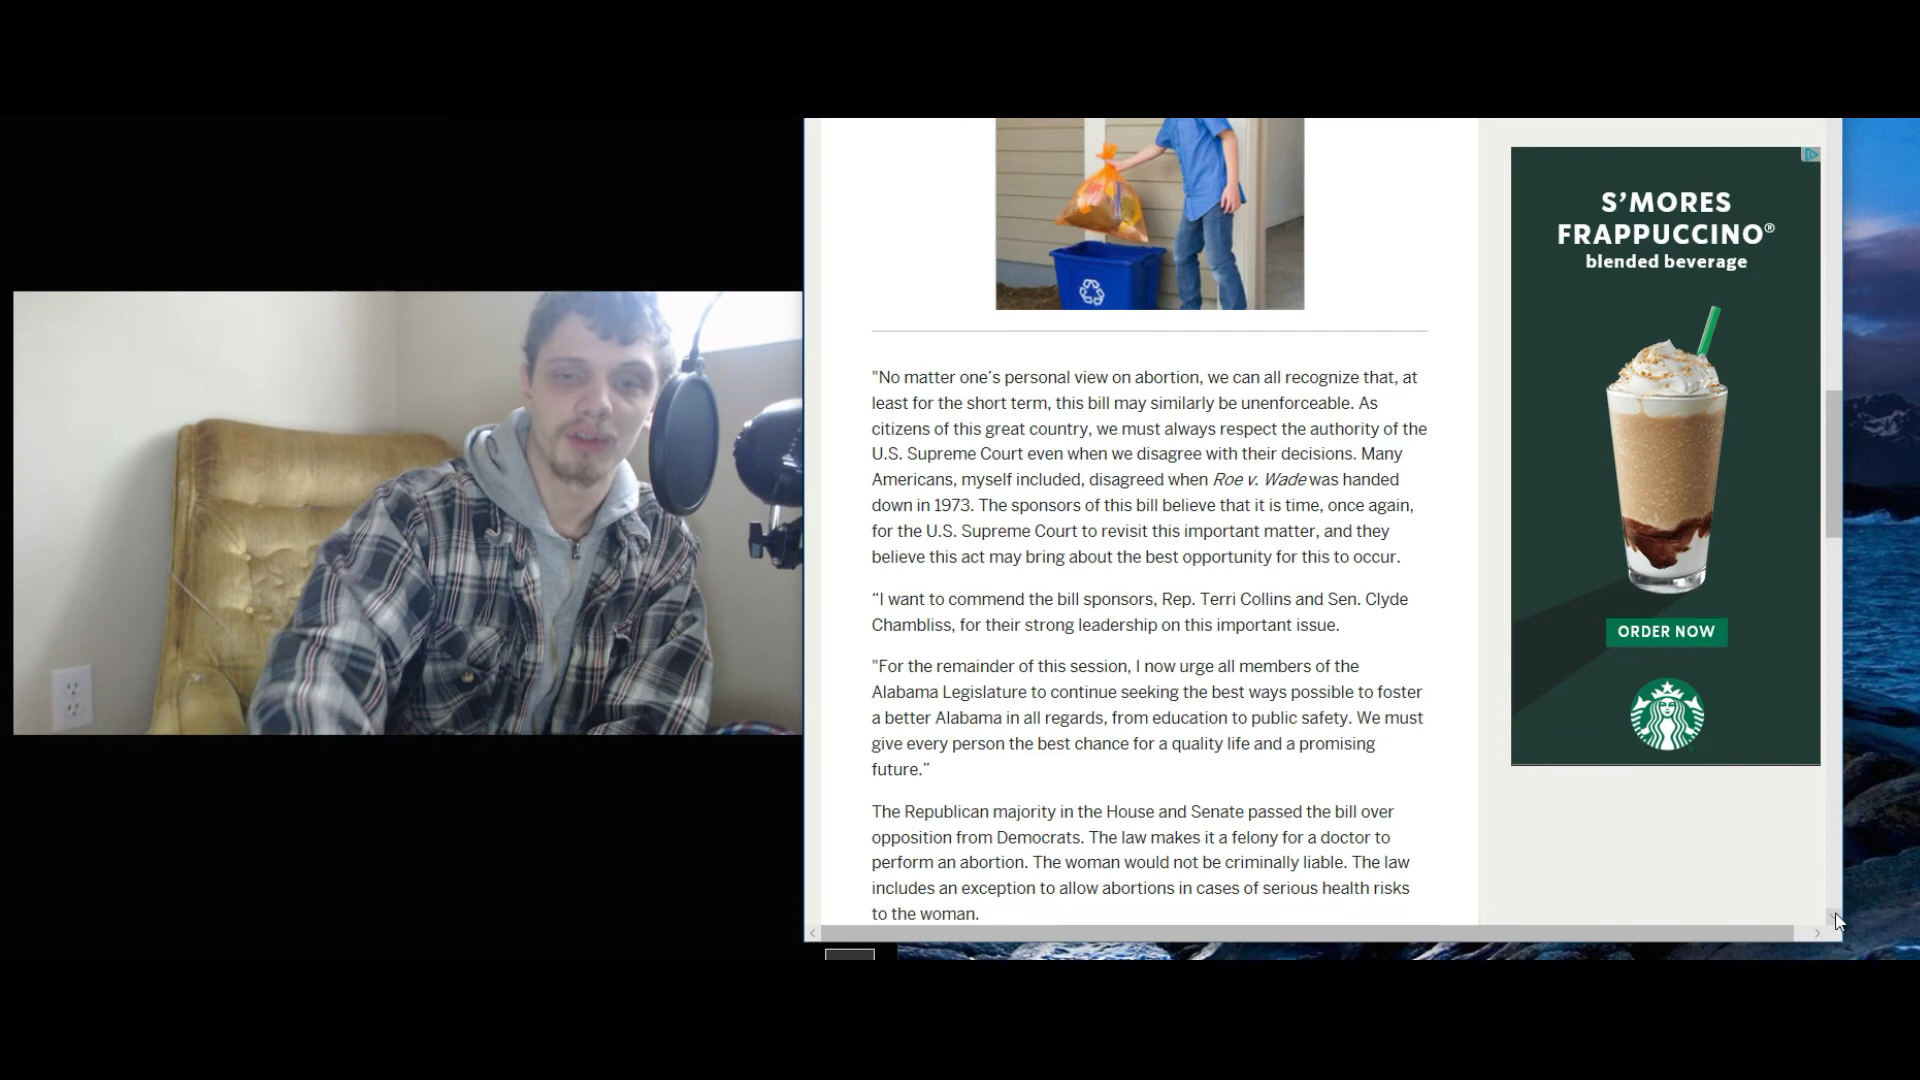 "No matter one's personal view on abortion, we can all recognize that, at
least for the short term, this bill may similarly be unenforceable. As
citizens of this great country, we must always respect the authority of the
U.S. Supreme Court even when we disagree with their decisions. Many
Americans, myself included, disagreed when Roe v. Wade was handed
down in 1973. The sponsors of this bill believe that it is time, once again,
for the U.S. Supreme Court to revisit this important matter, and they
believe this act may bring about the best opportunity for this to occur.
“I want to commend the bill sponsors, Rep. Terri Collins and Sen. Clyde
Chambliss, for their strong leadership on this important issue.
"For the remainder of this session, I now urge all members of the
Alabama Legislature to continue seeking the best ways possible to foster
a better Alabama in all regards, from education to public safety. We must
give every person the best chance for a quality life and a promising
future.”
The Republican majority in the House and Senate passed the bill over
opposition from Democrats. The law makes it a felony for a doctor to
perform an abortion. The woman would not be criminally liable. The law
includes an exception to allow abortions in cases of serious health risks
to the woman.
S'MORES
FRAPPUCCINO®
blended beverage
ORDER NOW